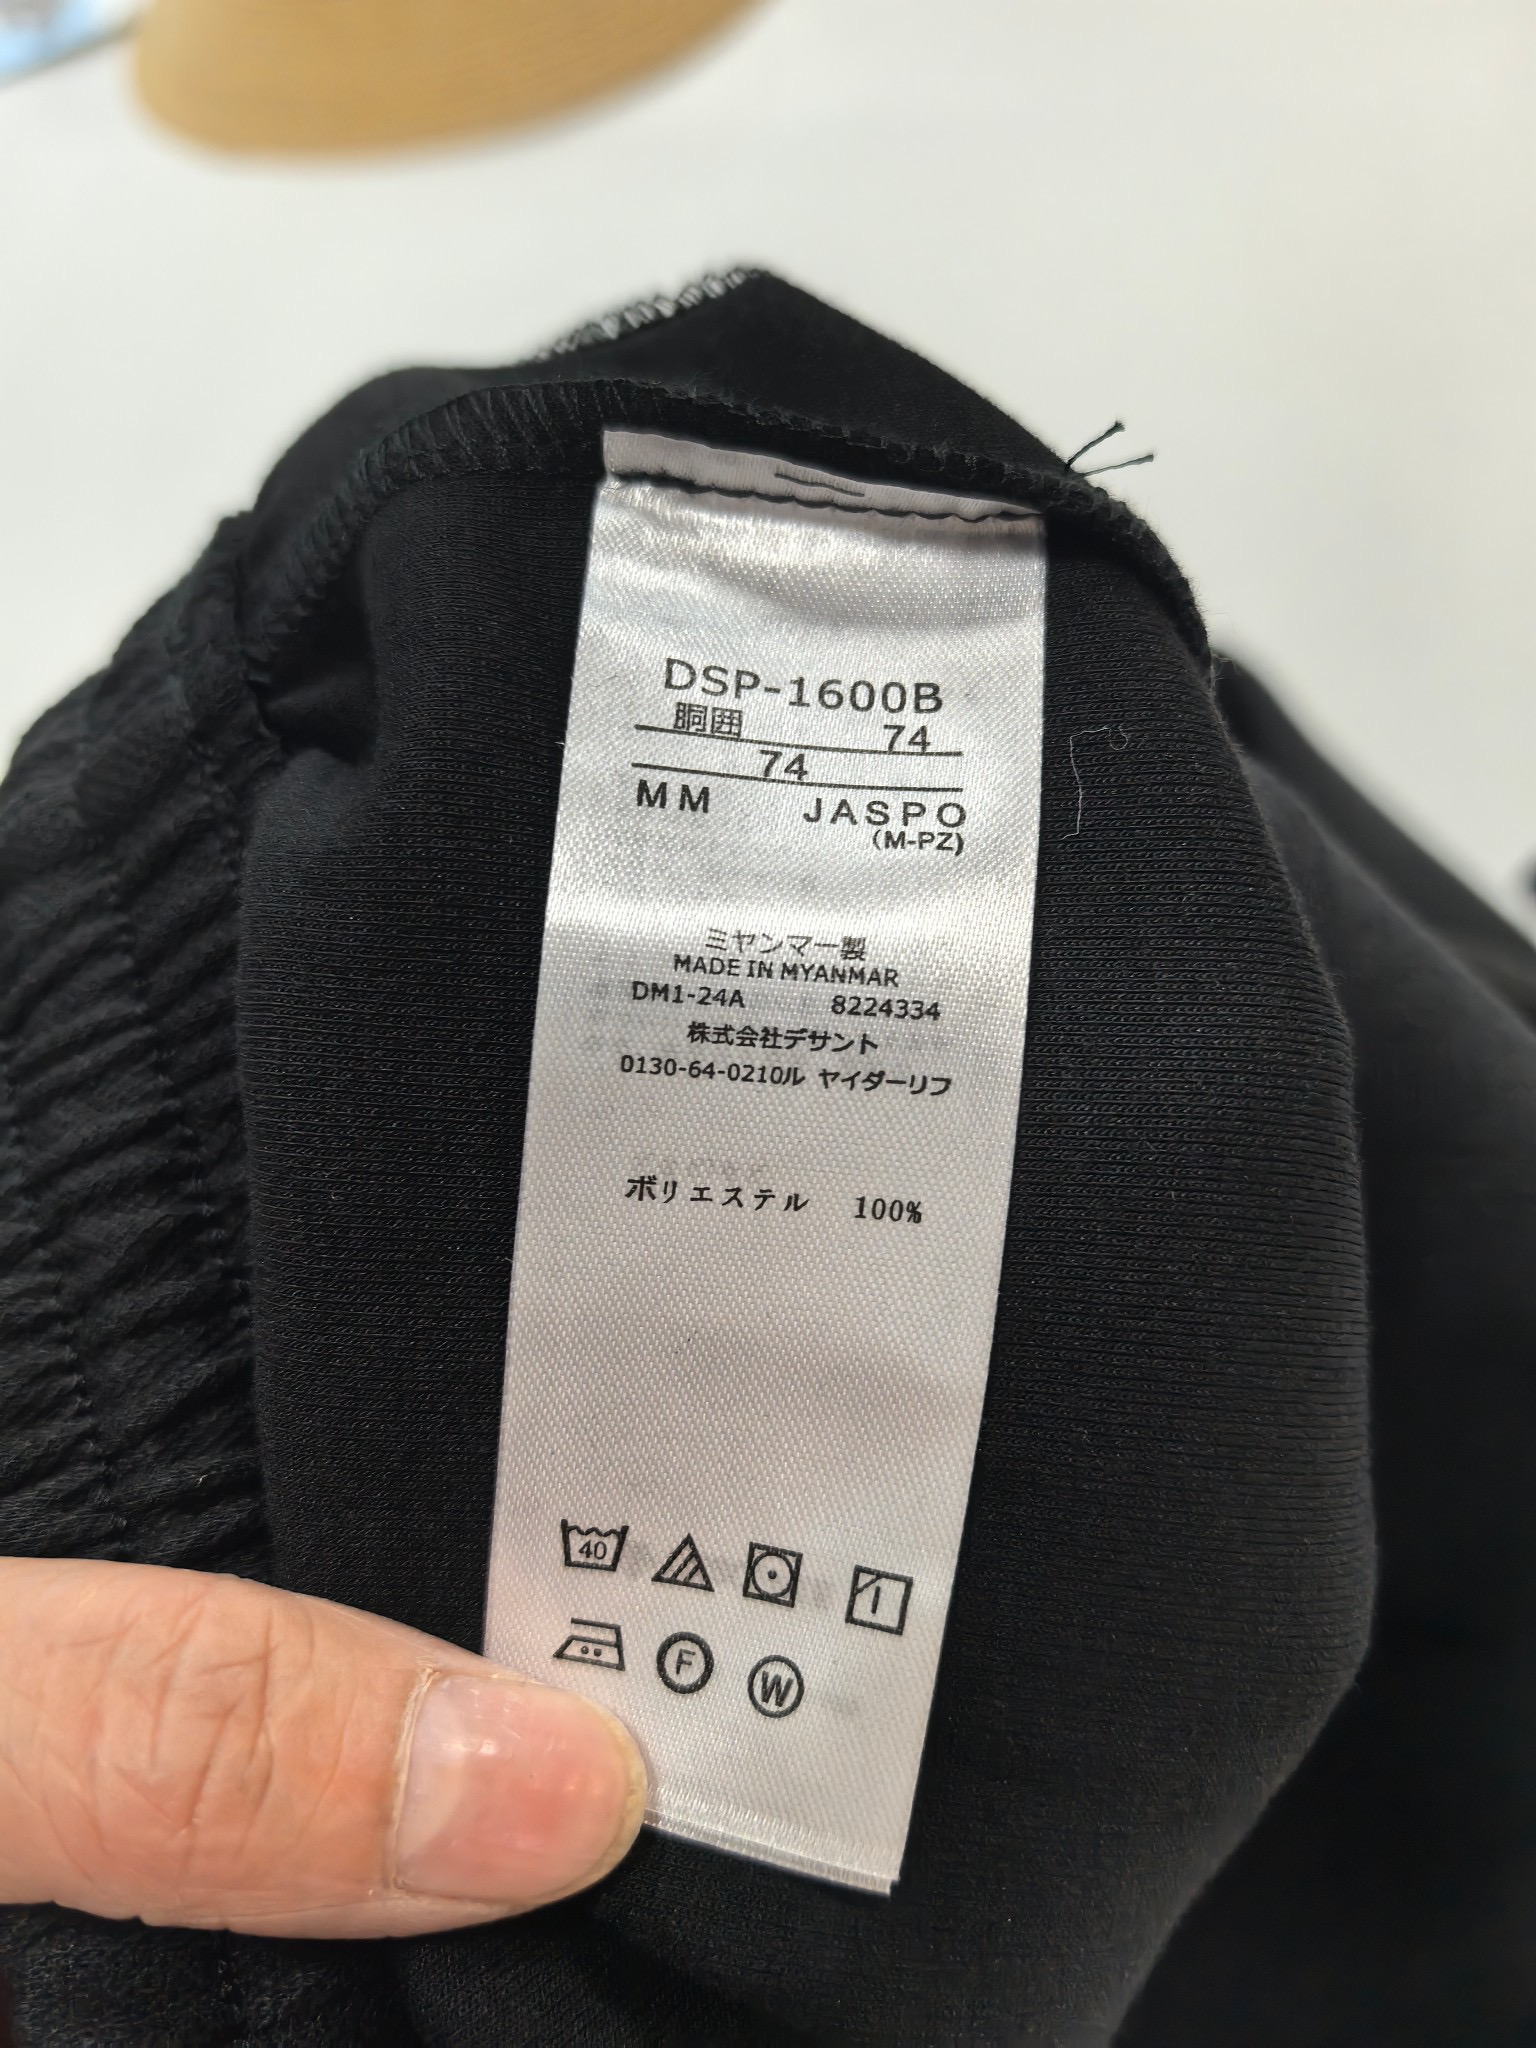 DSP-1600B
胴囲 74
74
MM JASPO
(M-PZ)
ミヤンマー製
MADE IN MYANMAR
DM1-24A 8224334
株式会社デサント
0130-64-0210ル ヤイダーリフ
ポリエステル 100%
40
F W